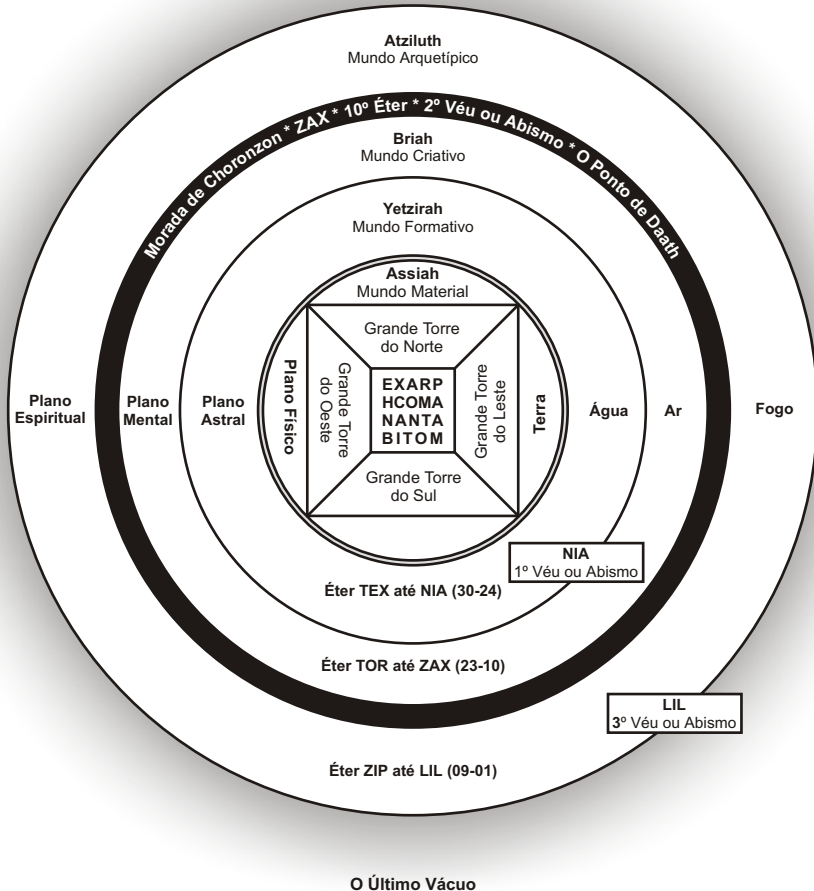 Atziluth
Mundo Arquetípico
Morada de Choronzon * ZAX * 10º Éter * 2º Véu ou Abismo * O Ponto de Daath
Briah
Mundo Criativo
Yetzirah
Mundo Formativo
Assiah
Mundo Material
Grande Torre
do Norte
Plano
Espiritual
Plano
Mental
Plano
Astral
Plano Físico
Grande Torre
do Oeste
EXARP
HCOMA
NANTA
BITOM
Grande Torre
do Leste
Terra
Água
Ar
Fogo
Grande Torre
do Sul
NIA
1º Véu ou Abismo
Éter TEX até NIA (30-24)
Éter TOR até ZAX (23-10)
LIL
3º Véu ou Abismo
Éter ZIP até LIL (09-01)
O Último Vácuo